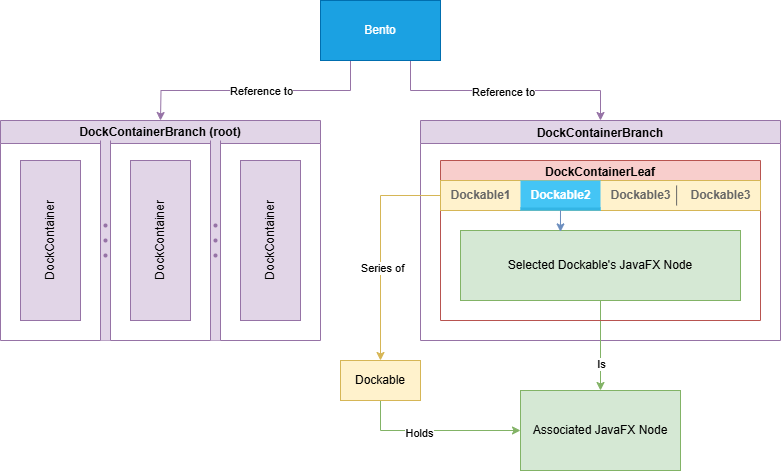 Bento
Reference to
Reference to
DockContainerBranch (root)
DockContainer
DockContainer
DockContainer
DockContainerBranch
DockContainerLeaf
Dockable1
Dockable2
Dockable3
Dockable3
Selected Dockable's JavaFX Node
Series of
Is
Dockable
Holds
Associated JavaFX Node